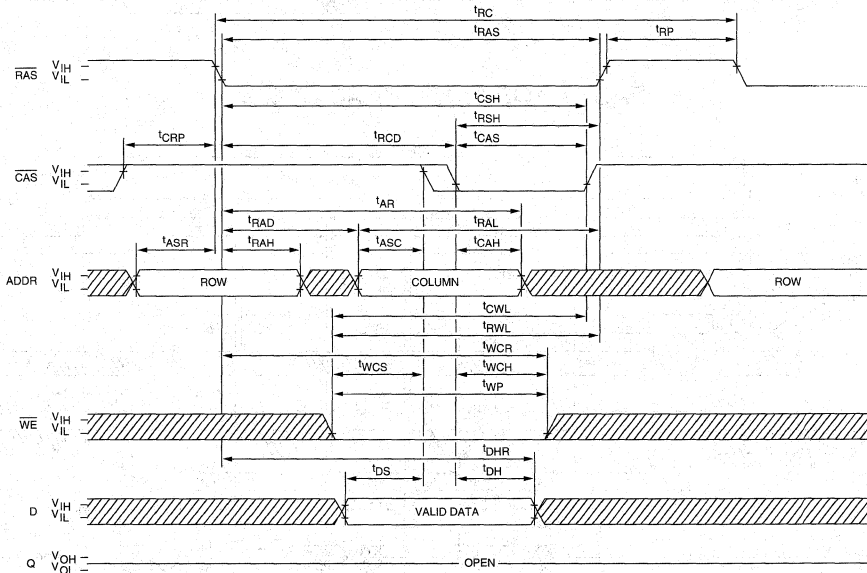 tRC
tRAS
tRP
RAS VIH VIL
tCSH
tRSH
tCRP
tRCD
tCAS
CAS VIH VIL
tAR
tRAD
tRAL
tASR
tRAH
tASC
tCAH
ADDR VIH VIL
ROW
COLUMN
ROW
tCWL
tRWL
tWCR
tWCS
tWCH
tWP
WE VIH VIL
tDHR
tDS
tDH
D VIH VIL
VALID DATA
Q VOH VOL
OPEN